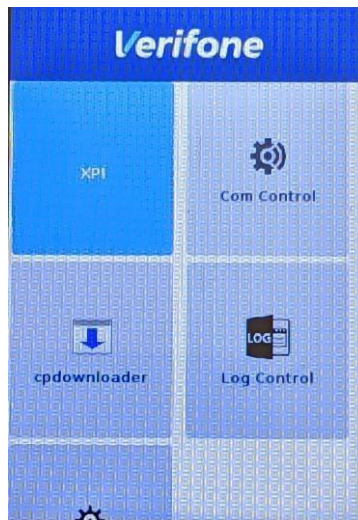 Verifone
XPI
Com Control
cpdownloader
LOG
Log Control